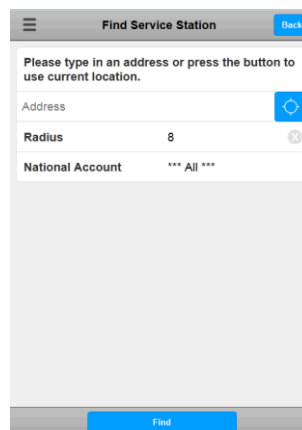 Find Service Station
Back
Please type in an address or press the button to
use current location.
Address
Radius 8
National Account *** All ***
Find